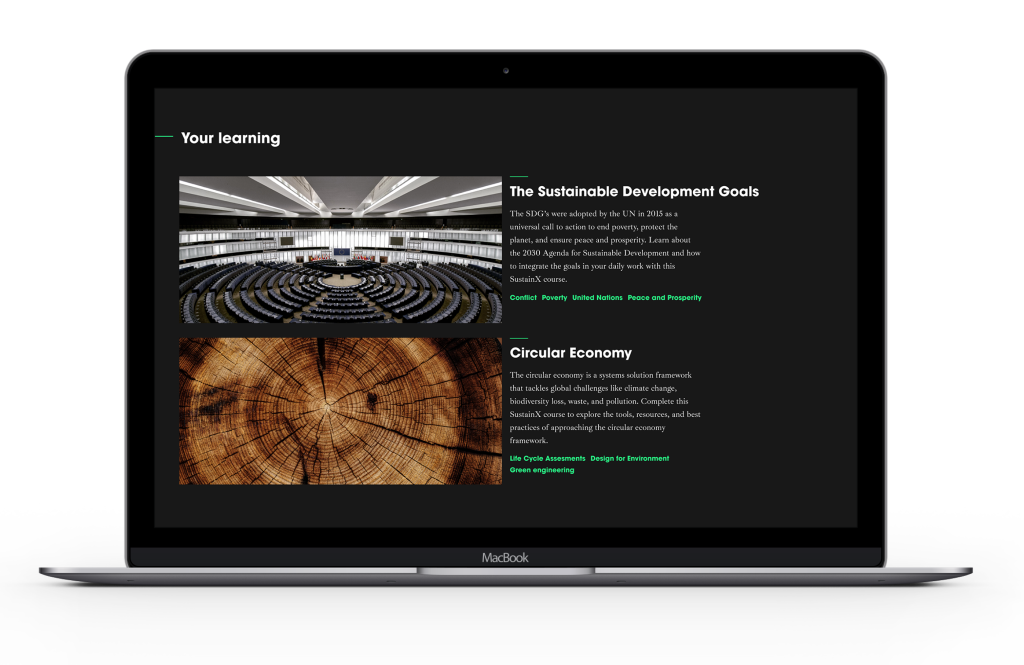 Your learning
The Sustainable Development Goals
The SDG's were adopted by the UN in 2015 as a
universal call to action to end poverty, protect the
planet, and ensure peace and prosperity. Learn about
the 2030 Agenda for Sustainable Development and how
to integrate the goals in your daily work with this
SustainX course.
Conflict Poverty United Nations Peace and Prosperity
Circular Economy
The circular economy is a systems solution framework
that tackles global challenges like climate change,
biodiversity loss, waste, and pollution. Complete this
SustainX course to explore the tools, resources, and best
practices of approaching the circular economy
framework.
Life Cycle Assesments Design for Environment
Green engineering
MacBook